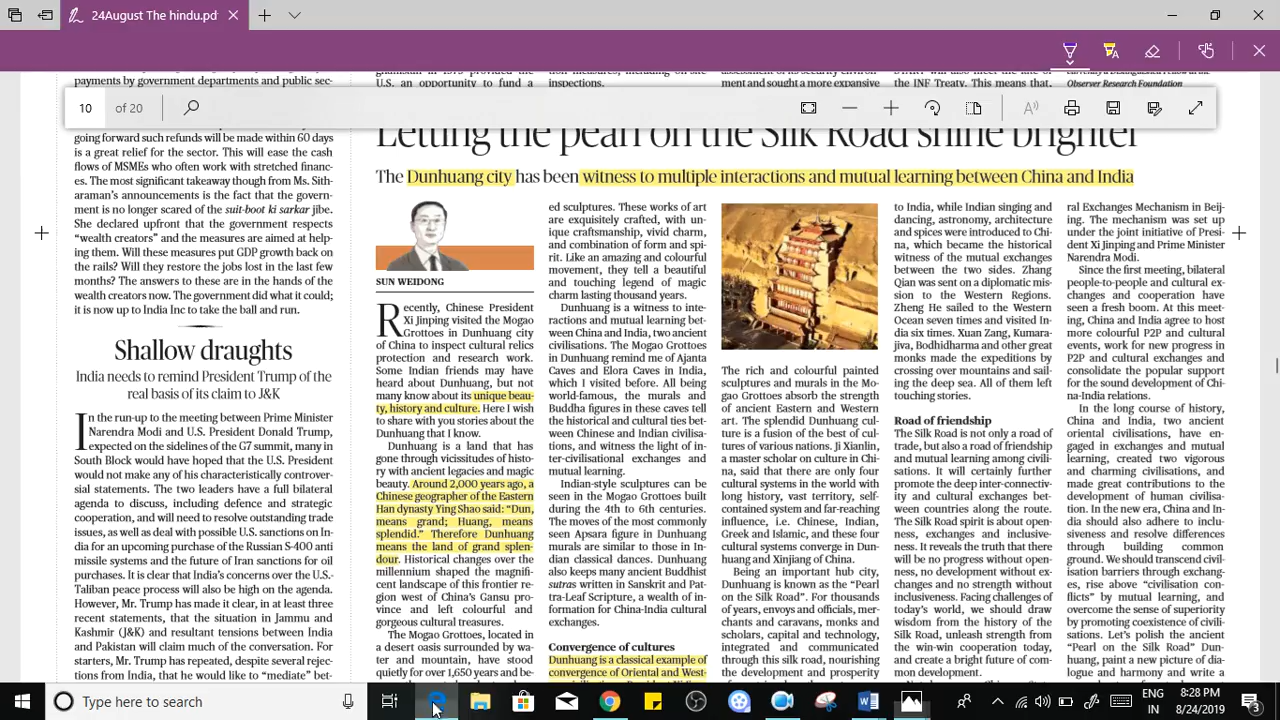 24August The hindu.pdf
10 of 20
payments by government departments and public sec-
going forward such refunds will be made within 60 days
is a great relief for the sector. This will ease the cash
flows of MSMEs who often work with stretched financ-
es. The most significant takeaway though from Ms. Sith-
araman's announcements is the fact that the govern-
ment is no longer scared of the suit-boot ki sarkar jibe.
She declared upfront that the government respects
“wealth creators” and the measures are aimed at help-
ing them. Will these measures put GDP growth back on
the rails? Will they restore the jobs lost in the last few
months? The answers to these are in the hands of the
wealth creators now. The government did what it could;
it is now up to India Inc to take the ball and run.
Shallow draughts
India needs to remind President Trump of the
real basis of its claim to J&K
In the run-up to the meeting between Prime Minister
Narendra Modi and U.S. President Donald Trump,
expected on the sidelines of the G7 summit, many in
South Block would have hoped that the U.S. President
would not make any of his characteristically controver-
sial statements. The two leaders have a full bilateral
agenda to discuss, including defence and strategic
cooperation, and will need to resolve outstanding trade
issues, as well as deal with possible U.S. sanctions on In-
dia for an upcoming purchase of the Russian S-400 anti
missile systems and the future of Iran sanctions for oil
purchases. It is clear that India's concerns over the U.S.-
Taliban peace process will also be high on the agenda.
However, Mr. Trump has made it clear, in at least three
recent statements, that the situation in Jammu and
Kashmir (J&K) and resultant tensions between India
and Pakistan will claim much of the conversation. For
starters, Mr. Trump has repeated, despite several rejec-
tions from India, that he would like to “mediate” bet-
U.S. an opportunity to fund a
inspections.
ment and sought a more expansive
the INF Treaty. This means that,
Observer Research Foundation
Letting the pearl on the Silk Road shine brighter
The Dunhuang city has been witness to multiple interactions and mutual learning between China and India
SUN WEIDONG
Recently, Chinese President
Xi Jinping visited the Mogao
Grottoes in Dunhuang city
of China to inspect cultural relics
protection and research work.
Some Indian friends may have
heard about Dunhuang, but not
many know about its unique beau-
ty, history and culture. Here I wish
to share with you stories about the
Dunhuang that I know.
Dunhuang is a land that has
gone through vicissitudes of histo-
ry with ancient legacies and magic
beauty. Around 2,000 years ago, a
Chinese geographer of the Eastern
Han dynasty Ying Shao said: “Dun,
means grand; Huang, means
splendid.” Therefore Dunhuang
means the land of grand splen-
dour. Historical changes over the
millennium shaped the magnifi-
cent landscape of this frontier re-
gion west of China's Gansu pro-
vince and left colourful and
gorgeous cultural treasures.
The Mogao Grottoes, located in
a desert oasis surrounded by wa-
ter and mountain, have stood
quietly for over 1,650 years and be-
ed sculptures. These works of art
are exquisitely crafted, with un-
ique craftsmanship, vivid charm,
and combination of form and spi-
rit. Like an amazing and colourful
movement, they tell a beautiful
and touching legend of magic
charm lasting thousand years.
Dunhuang is a witness to inte-
ractions and mutual learning bet-
ween China and India, two ancient
civilisations. The Mogao Grottoes
in Dunhuang remind me of Ajanta
Caves and Elora Caves in India,
which I visited before. All being
world-famous, the murals and
Buddha figures in these caves tell
the historical and cultural ties bet-
ween Chinese and Indian civilisa-
tions, and witness the light of in-
ter-civilisational exchanges and
mutual learning.
Indian-style sculptures can be
seen in the Mogao Grottoes built
during the 4th to 6th centuries.
The moves of the most commonly
seen Apsara figure in Dunhuang
murals are similar to those in In-
dian classical dances. Dunhuang
also keeps many ancient Buddhist
sutras written in Sanskrit and Pat-
tra-Leaf Scripture, a wealth of in-
formation for China-India cultural
exchanges.
Convergence of cultures
Dunhuang is a classical example of
convergence of Oriental and West-
The rich and colourful painted
sculptures and murals in the Mo-
gao Grottoes absorb the strength
of ancient Eastern and Western
art. The splendid Dunhuang cul-
ture is a fusion of the best of cul-
tures of various nations. Ji Xianlin,
a master scholar on culture in Chi-
na, said that there are only four
cultural systems in the world with
long history, vast territory, self-
contained system and far-reaching
influence, i.e. Chinese, Indian,
Greek and Islamic, and these four
cultural systems converge in Dun-
huang and Xinjiang of China.
Being an important hub city,
Dunhuang is known as the “Pearl
on the Silk Road”. For thousands
of years, envoys and officials, mer-
chants and caravans, monks and
scholars, capital and technology,
integrated and communicated
through this silk road, nourishing
the development and prosperity
to India, while Indian singing and
dancing, astronomy, architecture
and spices were introduced to Chi-
na, which became the historical
witness of the mutual exchanges
between the two sides. Zhang
Qian was sent on a diplomatic mis-
sion to the Western Regions.
Zheng He sailed to the Western
Ocean seven times and visited In-
dia six times. Xuan Zang, Kumara-
jiva, Bodhidharma and other great
monks made the expeditions by
crossing over mountains and sail-
ing the deep sea. All of them left
touching stories.
Road of friendship
The Silk Road is not only a road of
trade, but also a road of friendship
and mutual learning among civili-
sations. It will certainly further
promote the deep inter-connectiv-
ity and cultural exchanges bet-
ween countries along the route.
The Silk Road spirit is about open-
ness, exchanges and inclusive-
ness. It reveals the truth that there
will be no progress without open-
ness, no development without ex-
changes and no strength without
inclusiveness. Facing challenges of
today's world, we should draw
wisdom from the history of the
Silk Road, unleash strength from
the win-win cooperation today,
and create a bright future of com-
mon development.
ral Exchanges Mechanism in Beij-
ing. The mechanism was set up
under the joint initiative of Presi-
dent Xi Jinping and Prime Minister
Narendra Modi.
Since the first meeting, bilateral
people-to-people and cultural ex-
changes and cooperation have
seen a fresh boom. At this meet-
ing, China and India agree to host
more colourful P2P and cultural
events, work for new progress in
P2P and cultural exchanges and
consolidate the popular support
for the sound development of Chi-
na-India relations.
In the long course of history,
China and India, two ancient
oriental civilisations, have en-
gaged in exchanges and mutual
learning, created two vigorous
and charming civilisations, and
made great contributions to the
development of human civilisa-
tion. In the new era, China and In-
dia should also adhere to inclu-
siveness and resolve differences
through building common
ground. We should transcend civil-
isation barriers through exchang-
es, rise above “civilisation con-
flicts” by mutual learning, and
overcome the sense of superiority
by promoting coexistence of civili-
sations. Let's polish the ancient
“Pearl on the Silk Road” Dun-
huang, paint a new picture of dia-
logue and harmony and write a
Type here to search
ENG
IN
8:28 PM
8/24/2019
3